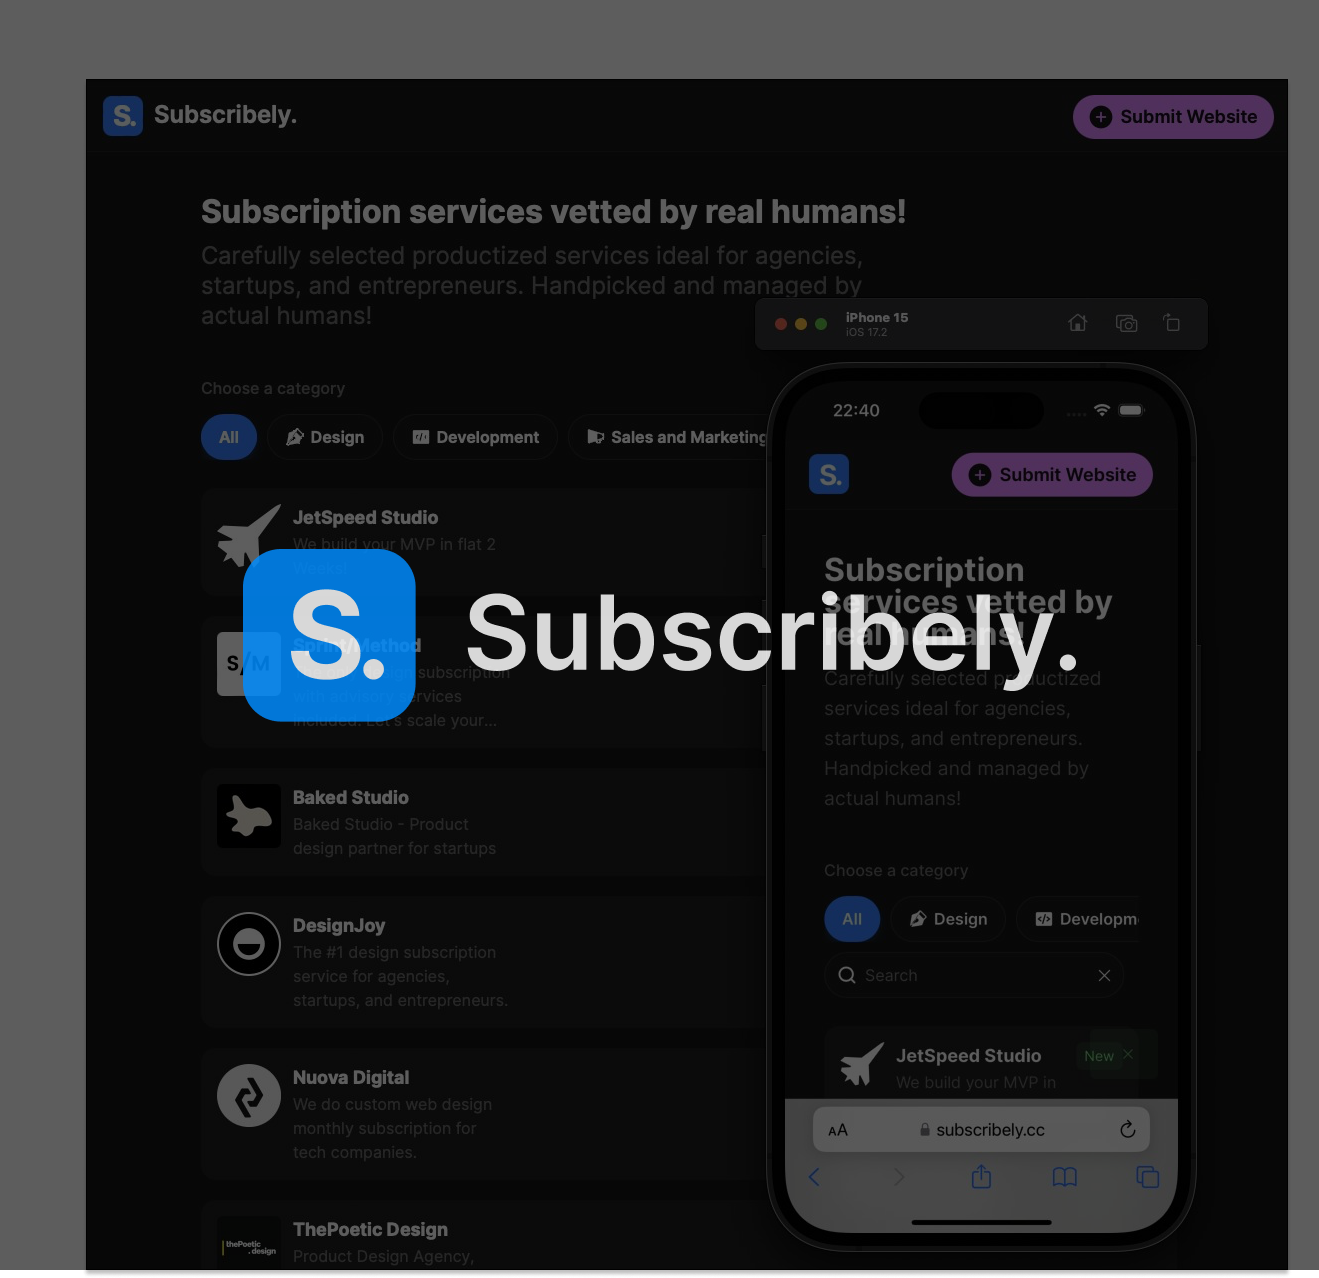 S. Subscribely.
Submit Website
Subscription services vetted by real humans!
Carefully selected productized services ideal for agencies,
startups, and entrepreneurs. Handpicked and managed by
actual humans!
Choose a category
All
Design
Development
Sales and Marketing
JetSpeed Studio
We build your MVP in flat 2
Weeks!
S/M
Sprint/Method
subscription
with advisory services
included. Let's scale your...
Baked Studio
Baked Studio - Product
design partner for startups
DesignJoy
The #1 design subscription
service for agencies,
startups, and entrepreneurs.
Nuova Digital
We do custom web design
monthly subscription for
tech companies.
thePoetic
.design
ThePoetic Design
Product Design Agency,
S. Subscribely.
iPhone 15
iOS 17.2
22:40
S.
Submit Website
Subscription
services vetted by
real humans!
Carefully selected productized
services ideal for agencies,
startups, and entrepreneurs.
Handpicked and managed by
actual humans!
Choose a category
All
Design
Developm
Search
JetSpeed Studio
New
We build your MVP in
AA
subscribely.cc